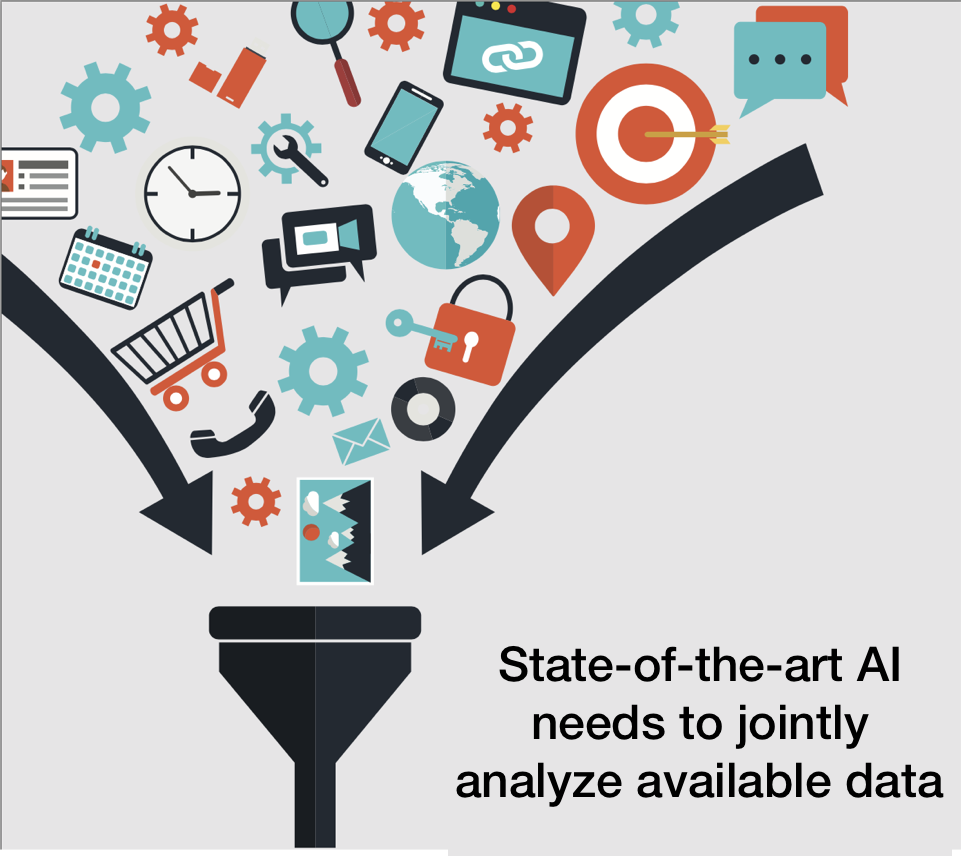 State-of-the-art AI
needs to jointly
analyze available data